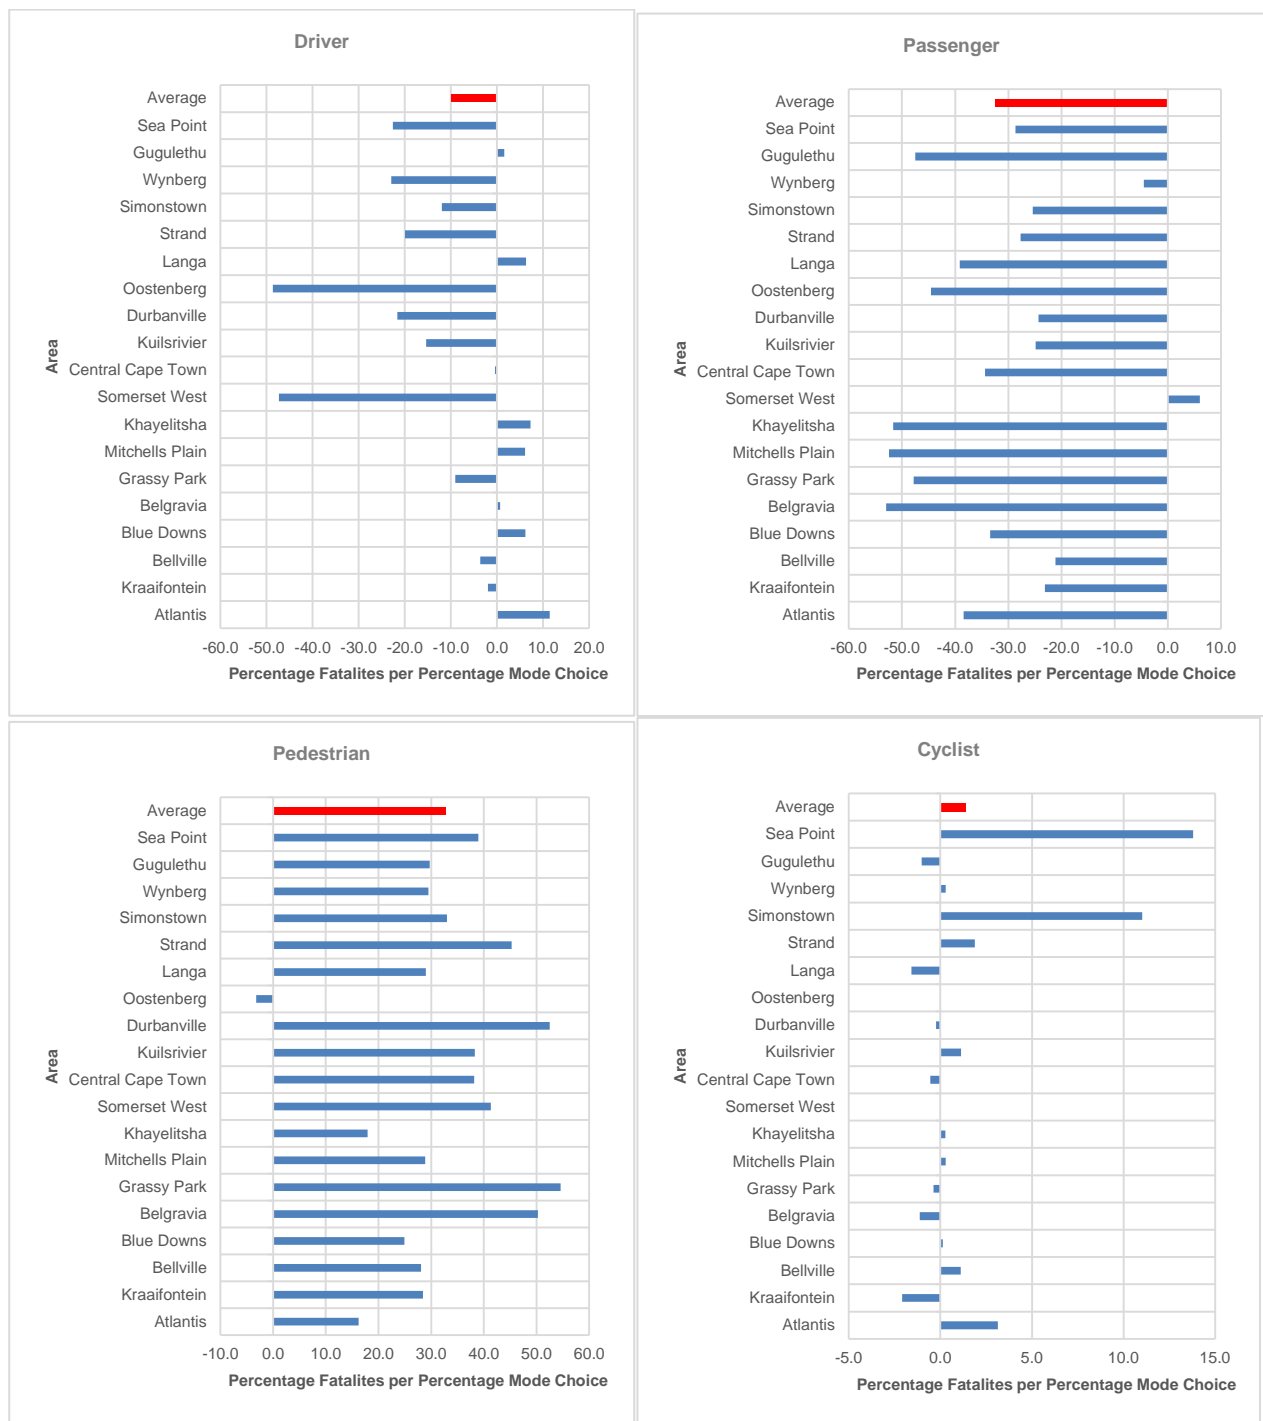 Driver
Average
Sea Point
Gugulethu
Wynberg
Simonstown
Strand
Langa
Oostenberg
Durbanville
Kuilsrivier
Central Cape Town
Somerset West
Khayelitsha
Mitchells Plain
Grassy Park
Belgravia
Blue Downs
Bellville
Kraaifontein
Atlantis
Area
-60.0 -50.0 -40.0 -30.0 -20.0 -10.0 0.0 10.0 20.0
Percentage Fatalites per Percentage Mode Choice
Passenger
Average
Sea Point
Gugulethu
Wynberg
Simonstown
Strand
Langa
Oostenberg
Durbanville
Kuilsrivier
Central Cape Town
Somerset West
Khayelitsha
Mitchells Plain
Grassy Park
Belgravia
Blue Downs
Bellville
Kraaifontein
Atlantis
Area
-60.0 -50.0 -40.0 -30.0 -20.0 -10.0 0.0 10.0
Percentage Fatalites per Percentage Mode Choice
Pedestrian
Average
Sea Point
Gugulethu
Wynberg
Simonstown
Strand
Langa
Oostenberg
Durbanville
Kuilsrivier
Central Cape Town
Somerset West
Khayelitsha
Mitchells Plain
Grassy Park
Belgravia
Blue Downs
Bellville
Kraaifontein
Atlantis
Area
-10.0 0.0 10.0 20.0 30.0 40.0 50.0 60.0
Percentage Fatalites per Percentage Mode Choice
Cyclist
Average
Sea Point
Gugulethu
Wynberg
Simonstown
Strand
Langa
Oostenberg
Durbanville
Kuilsrivier
Central Cape Town
Somerset West
Khayelitsha
Mitchells Plain
Grassy Park
Belgravia
Blue Downs
Bellville
Kraaifontein
Atlantis
Area
-5.0 0.0 5.0 10.0 15.0
Percentage Fatalites per Percentage Mode Choice